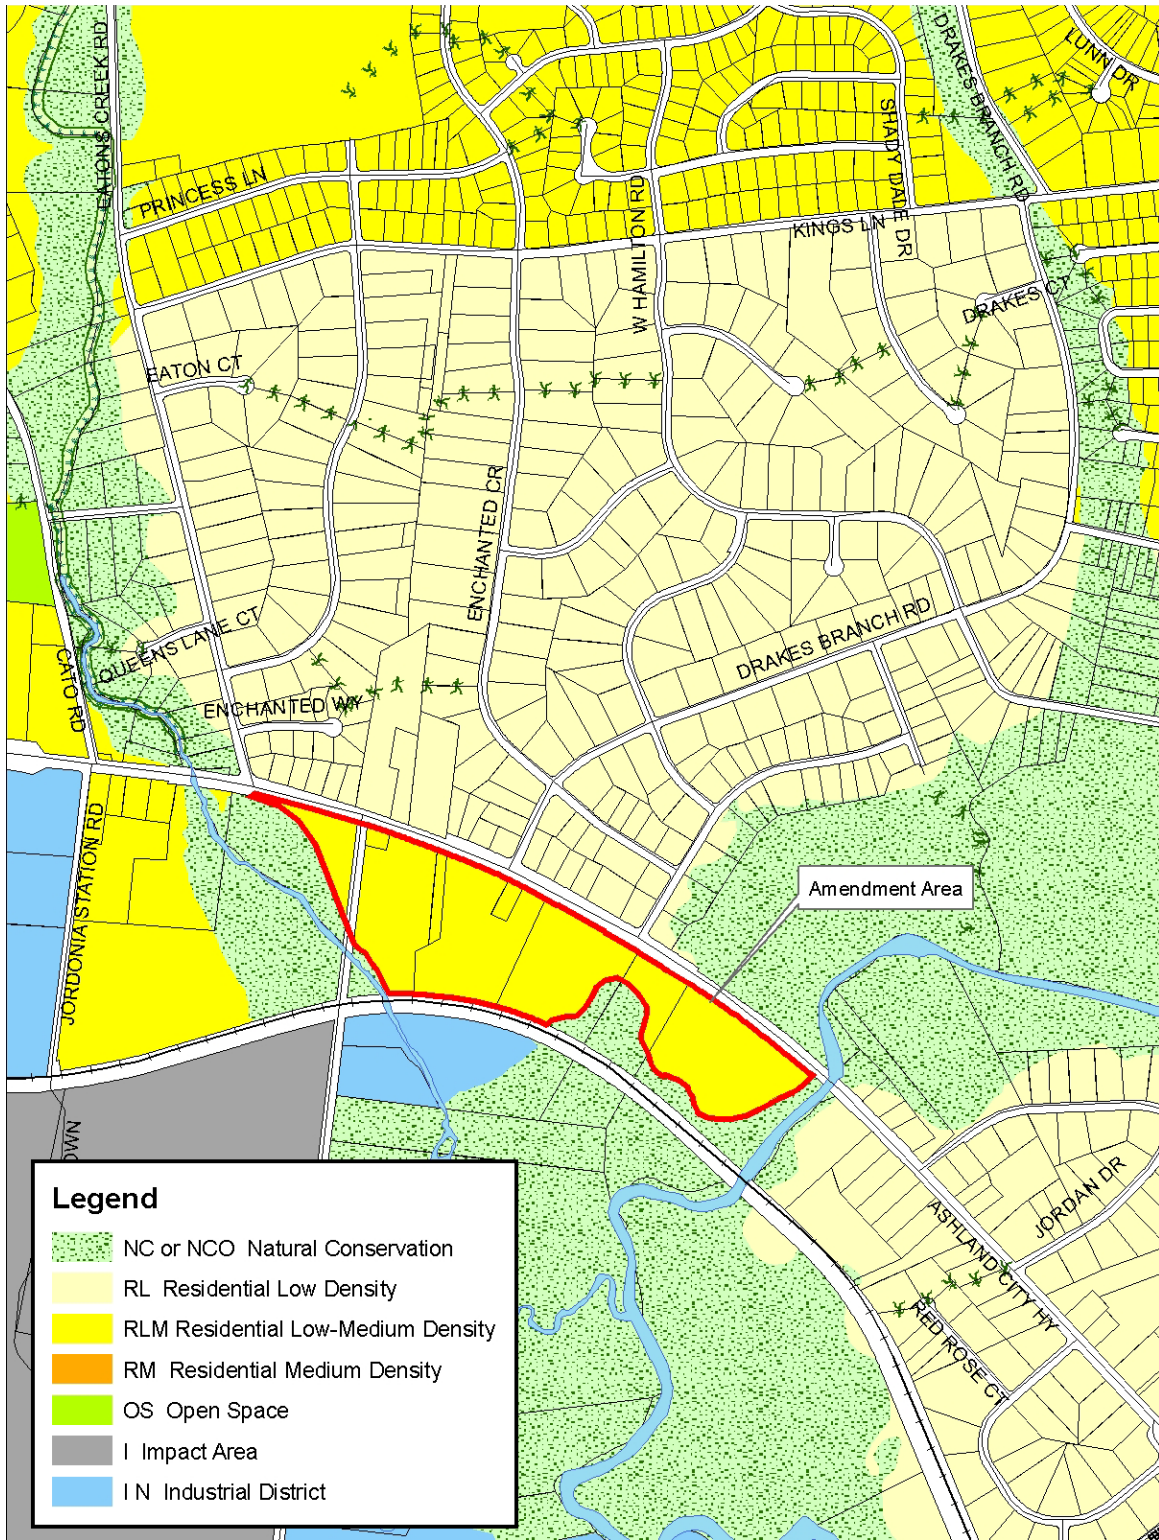 EATONS CREEK RD
DRAKES BRANCH RD
LUNN DR
PRINCESS LN
SHADY DALE DR
W HAMILTON RD
KINGS LN
DRAKES CT
EATON CT
ENCHANTED CR
QUEENS LANE CT
DRAKES BRANCH RD
CATO RD
ENCHANTED WY
JORDONIA STATION RD
Amendment Area
JORDAN DR
ASHLAND CITY HY
RED ROSE CT
Legend
NC or NCO Natural Conservation
RL Residential Low Density
RLM Residential Low-Medium Density
RM Residential Medium Density
OS Open Space
I Impact Area
I N Industrial District